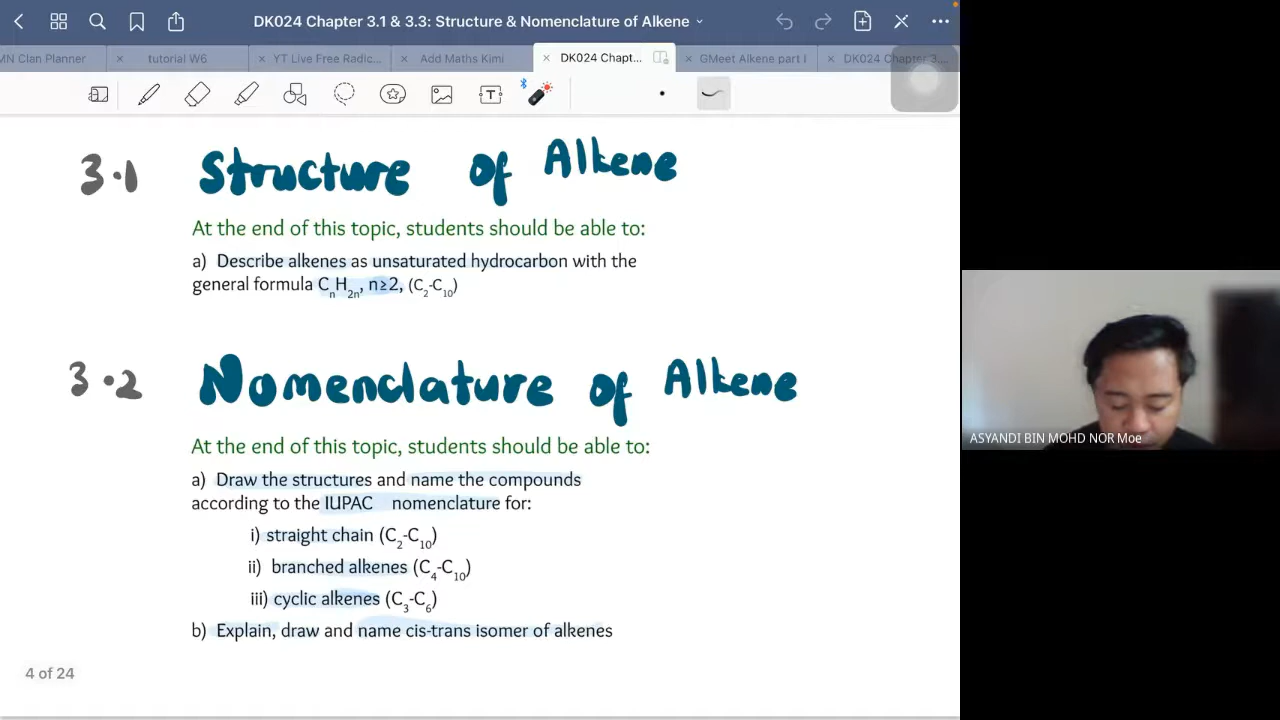 DK024 Chapter 3.1 & 3.3: Structure & Nomenclature of Alkene
MN Clan Planner
tutorial W6
YT Live Free Radic...
Add Maths Kimi
DK024 Chapt...
GMeet Alkene part I
DK024 Chapter 3....
3.1 Structure of Alkene
At the end of this topic, students should be able to:
a) Describe alkenes as unsaturated hydrocarbon with the
general formula CnH2n, n≥2, (C2-C10)
3.2 Nomenclature of Alkene
At the end of this topic, students should be able to:
a) Draw the structures and name the compounds
according to the IUPAC nomenclature for:
i) straight chain (C2-C10)
ii) branched alkenes (C4-C10)
iii) cyclic alkenes (C3-C6)
b) Explain, draw and name cis-trans isomer of alkenes
4 of 24
ASYANDI BIN MOHD NOR Moe